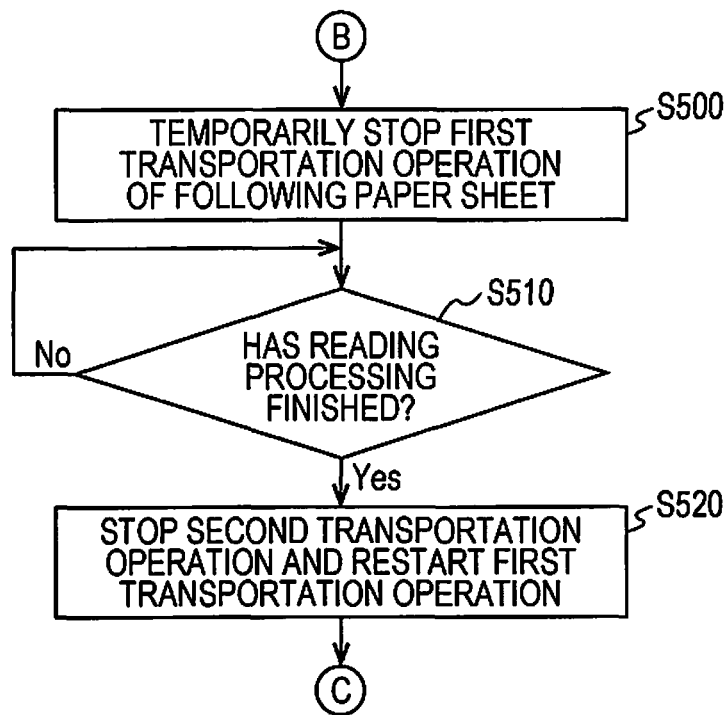 B
TEMPORARILY STOP FIRST
TRANSPORTATION OPERATION
OF FOLLOWING PAPER SHEET
S500
S510
HAS READING
PROCESSING
FINISHED?
No
Yes
S520
STOP SECOND TRANSPORTATION
OPERATION AND RESTART FIRST
TRANSPORTATION OPERATION
C